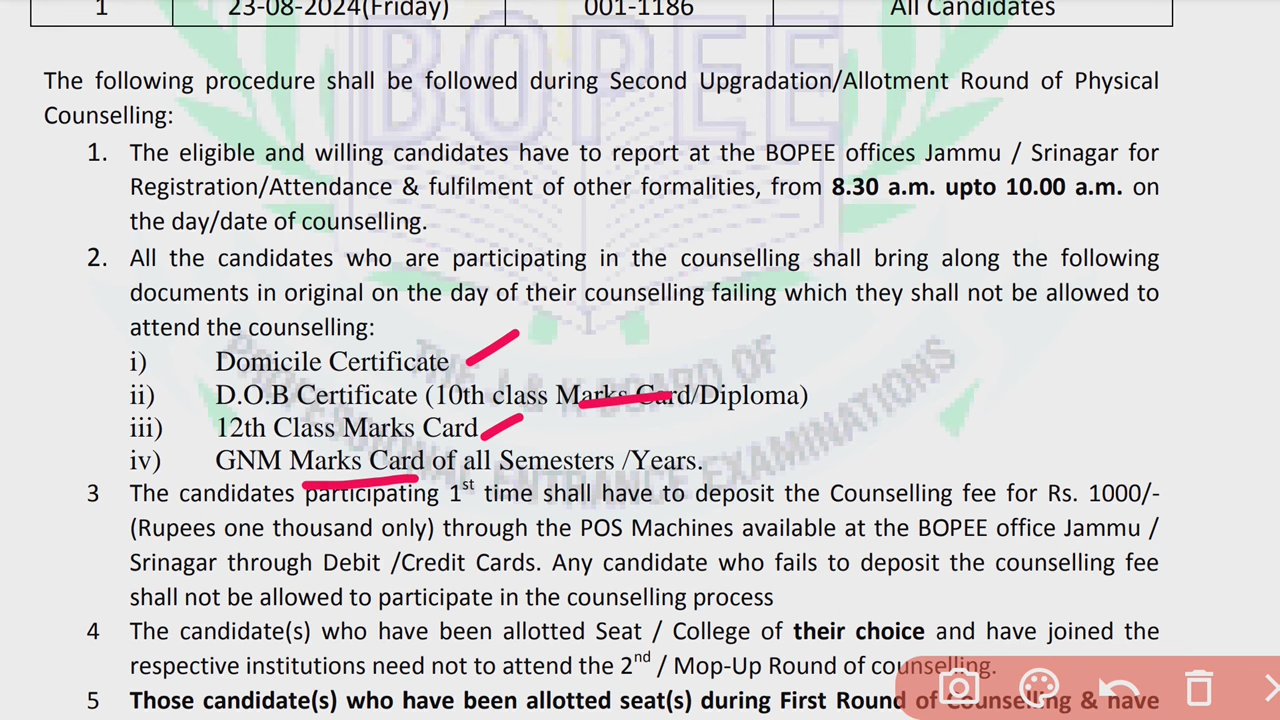 1 23-08-2024(Friday) 001-1186 All Candidates
The following procedure shall be followed during Second Upgradation/Allotment Round of Physical
Counselling:
1. The eligible and willing candidates have to report at the BOPEE offices Jammu / Srinagar for
Registration/Attendance & fulfilment of other formalities, from 8.30 a.m. upto 10.00 a.m. on
the day/date of counselling.
2. All the candidates who are participating in the counselling shall bring along the following
documents in original on the day of their counselling failing which they shall not be allowed to
attend the counselling:
i) Domicile Certificate
ii) D.O.B Certificate (10th class Marks Card/Diploma)
iii) 12th Class Marks Card
iv) GNM Marks Card of all Semesters /Years.
3 The candidates participating 1st time shall have to deposit the Counselling fee for Rs. 1000/-
(Rupees one thousand only) through the POS Machines available at the BOPEE office Jammu /
Srinagar through Debit /Credit Cards. Any candidate who fails to deposit the counselling fee
shall not be allowed to participate in the counselling process
4 The candidate(s) who have been allotted Seat / College of their choice and have joined the
respective institutions need not to attend the 2nd / Mop-Up Round of counselling.
5 Those candidate(s) who have been allotted seat(s) during First Round of Counselling & have
BOPEE
THE J & K BOARD OF
ENTRANCE EXAMINATIONS